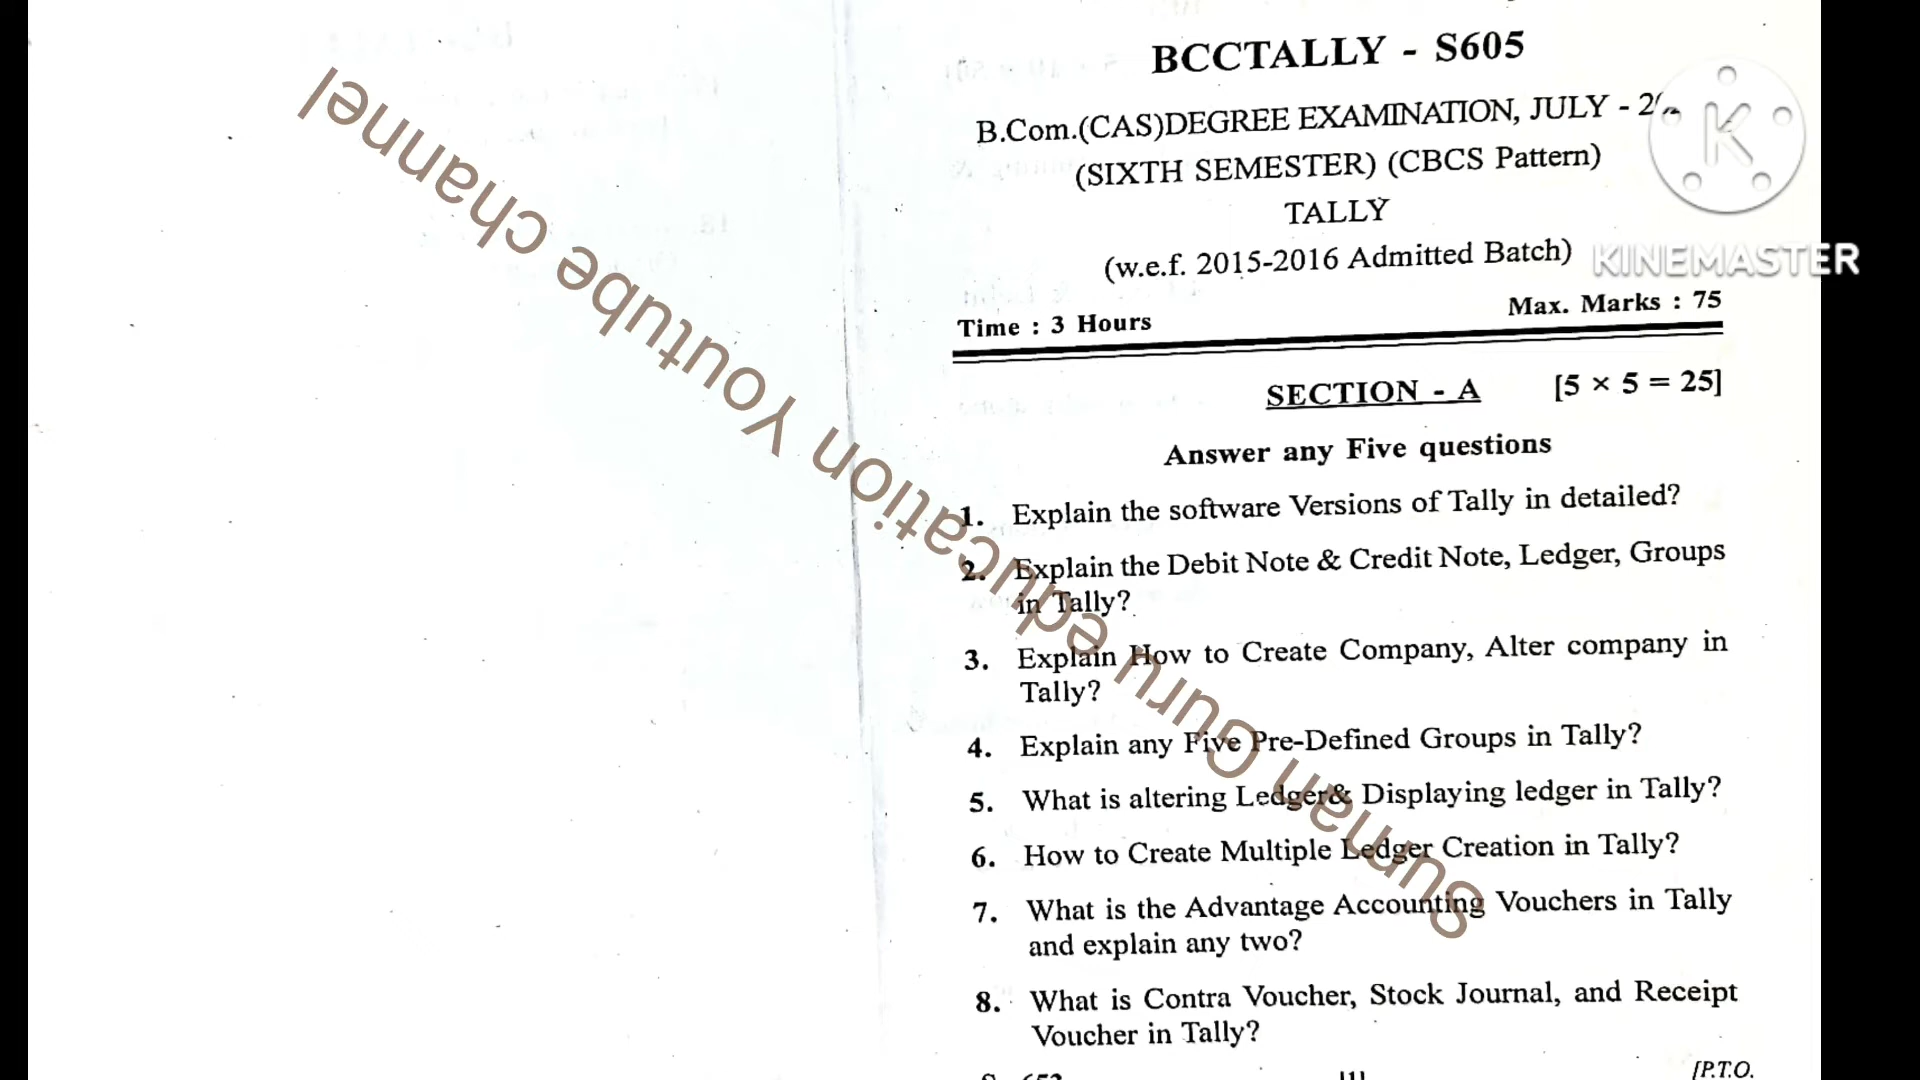 BCCTALLY - S605
B.Com.(CAS)DEGREE EXAMINATION, JULY -
(SIXTH SEMESTER) (CBCS Pattern)
TALLY
(w.e.f. 2015-2016 Admitted Batch)
KINEMASTER
Time : 3 Hours
Max. Marks : 75
SECTION - A [5 × 5 = 25]
Answer any Five questions
1. Explain the software Versions of Tally in detailed?
2. Explain the Debit Note & Credit Note, Ledger, Groups
in Tally?
3. Explain How to Create Company, Alter company in
Tally?
4. Explain any Five Pre-Defined Groups in Tally?
5. What is altering Ledger& Displaying ledger in Tally?
6. How to Create Multiple Ledger Creation in Tally?
7. What is the Advantage Accounting Vouchers in Tally
and explain any two?
8. What is Contra Voucher, Stock Journal, and Receipt
Voucher in Tally?
[P.T.O.
Suman Guru education Youtube channel